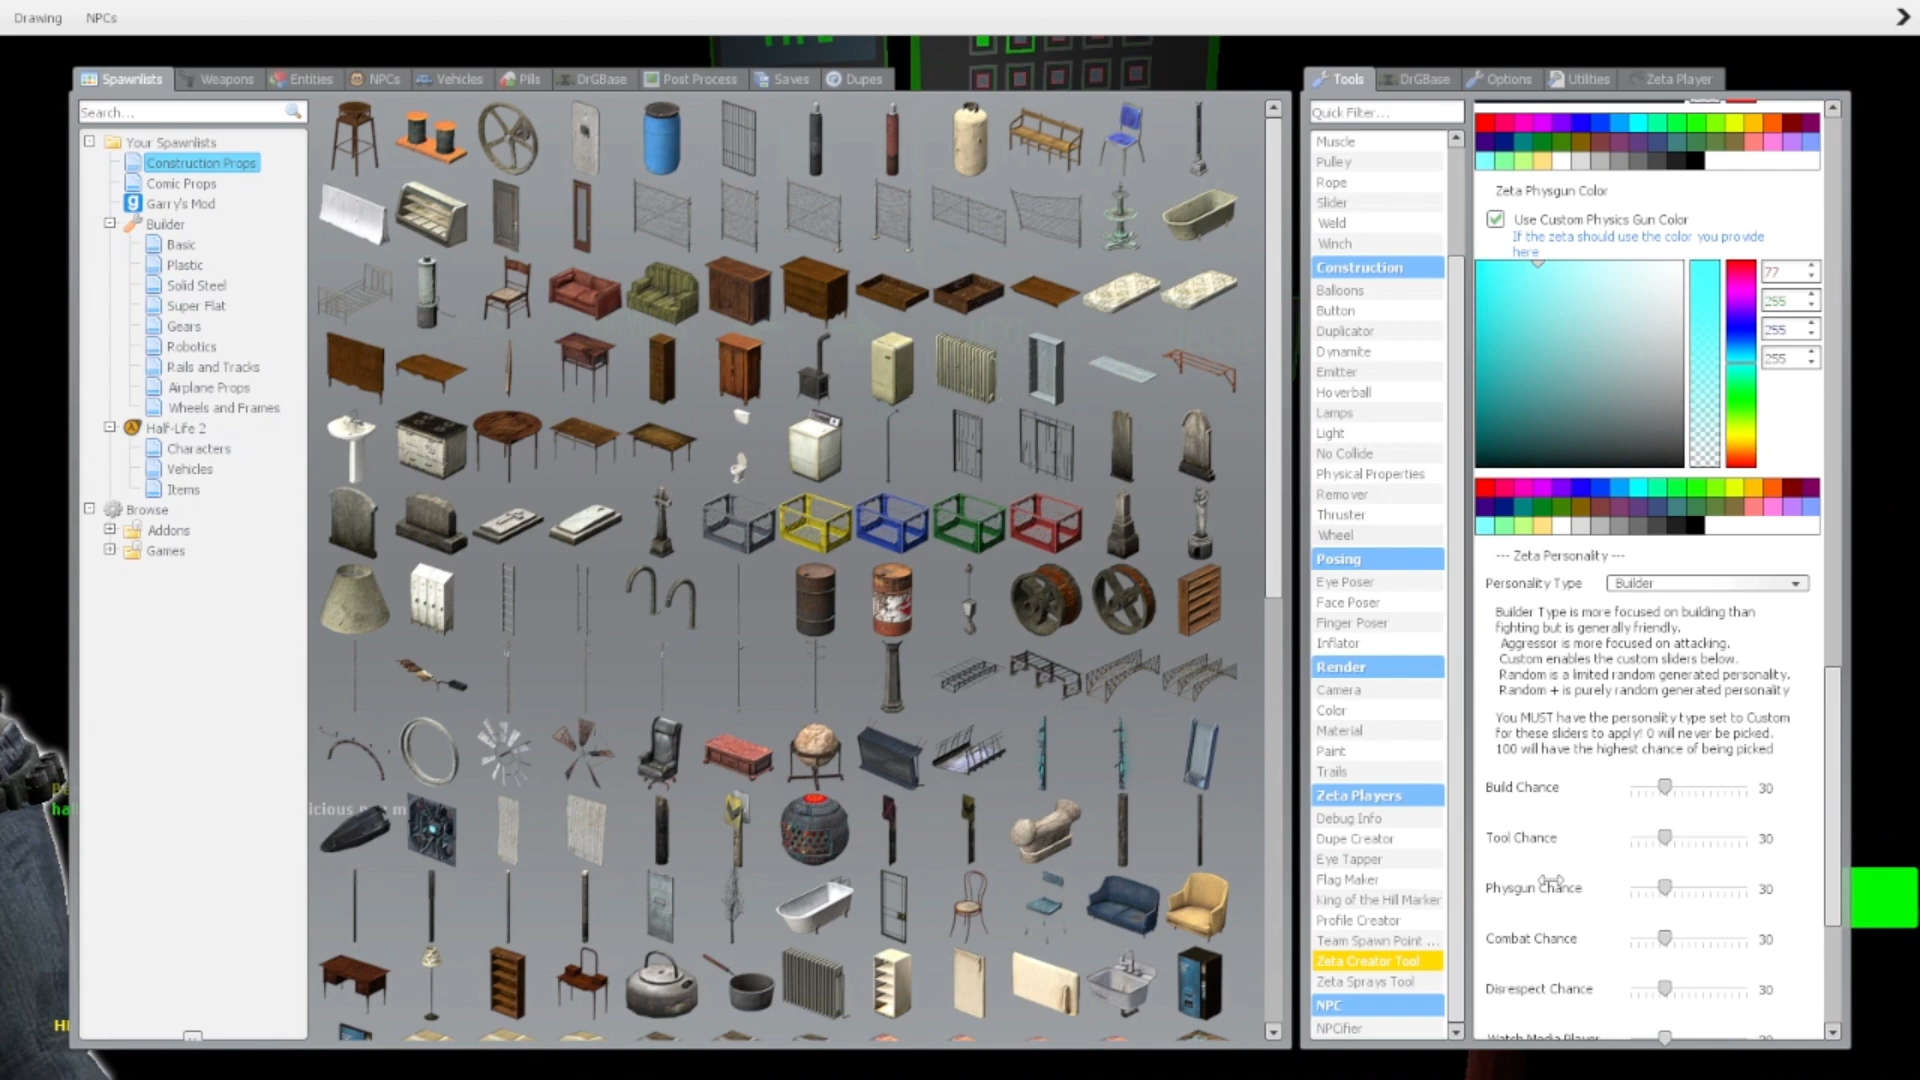 Drawing NPCs
Spawnlists Weapons Entities NPCs Vehicles Pills DrGBase Post Process Saves Dupes
Search...
Your Spawnlists
Construction Props
Comic Props
Garry's Mod
Builder
Basic
Plastic
Solid Steel
Super Flat
Gears
Robotics
Rails and Tracks
Airplane Props
Wheels and Frames
Half-Life 2
Characters
Vehicles
Items
Browse
Addons
Games
Tools DrGBase Options Utilities Zeta Player
Quick Filter...
Muscle
Pulley
Rope
Slider
Weld
Winch
Construction
Balloons
Button
Duplicator
Dynamite
Emitter
Hoverball
Lamps
Light
No Collide
Physical Properties
Remover
Thruster
Wheel
Posing
Eye Poser
Face Poser
Finger Poser
Inflator
Render
Camera
Color
Material
Paint
Trails
Zeta Players
Debug Info
Dupe Creator
Eye Tapper
Flag Maker
King of the Hill Marker
Profile Creator
Team Spawn Point ...
Zeta Creator Tool
Zeta Sprays Tool
NPC
NPCifier
Zeta Physgun Color
Use Custom Physics Gun Color
If the zeta should use the color you provide
here
77
255
255
255
--- Zeta Personality ---
Personality Type Builder
Builder Type is more focused on building than
fighting but is generally friendly.
Aggressor is more focused on attacking.
Custom enables the custom sliders below.
Random is a limited random generated personality.
Random + is purely random generated personality
You MUST have the personality type set to Custom
for these sliders to apply! 0 will never be picked.
100 will have the highest chance of being picked
Build Chance 30
Tool Chance 30
Physgun Chance 30
Combat Chance 30
Disrespect Chance 30
Watch Media Player 30